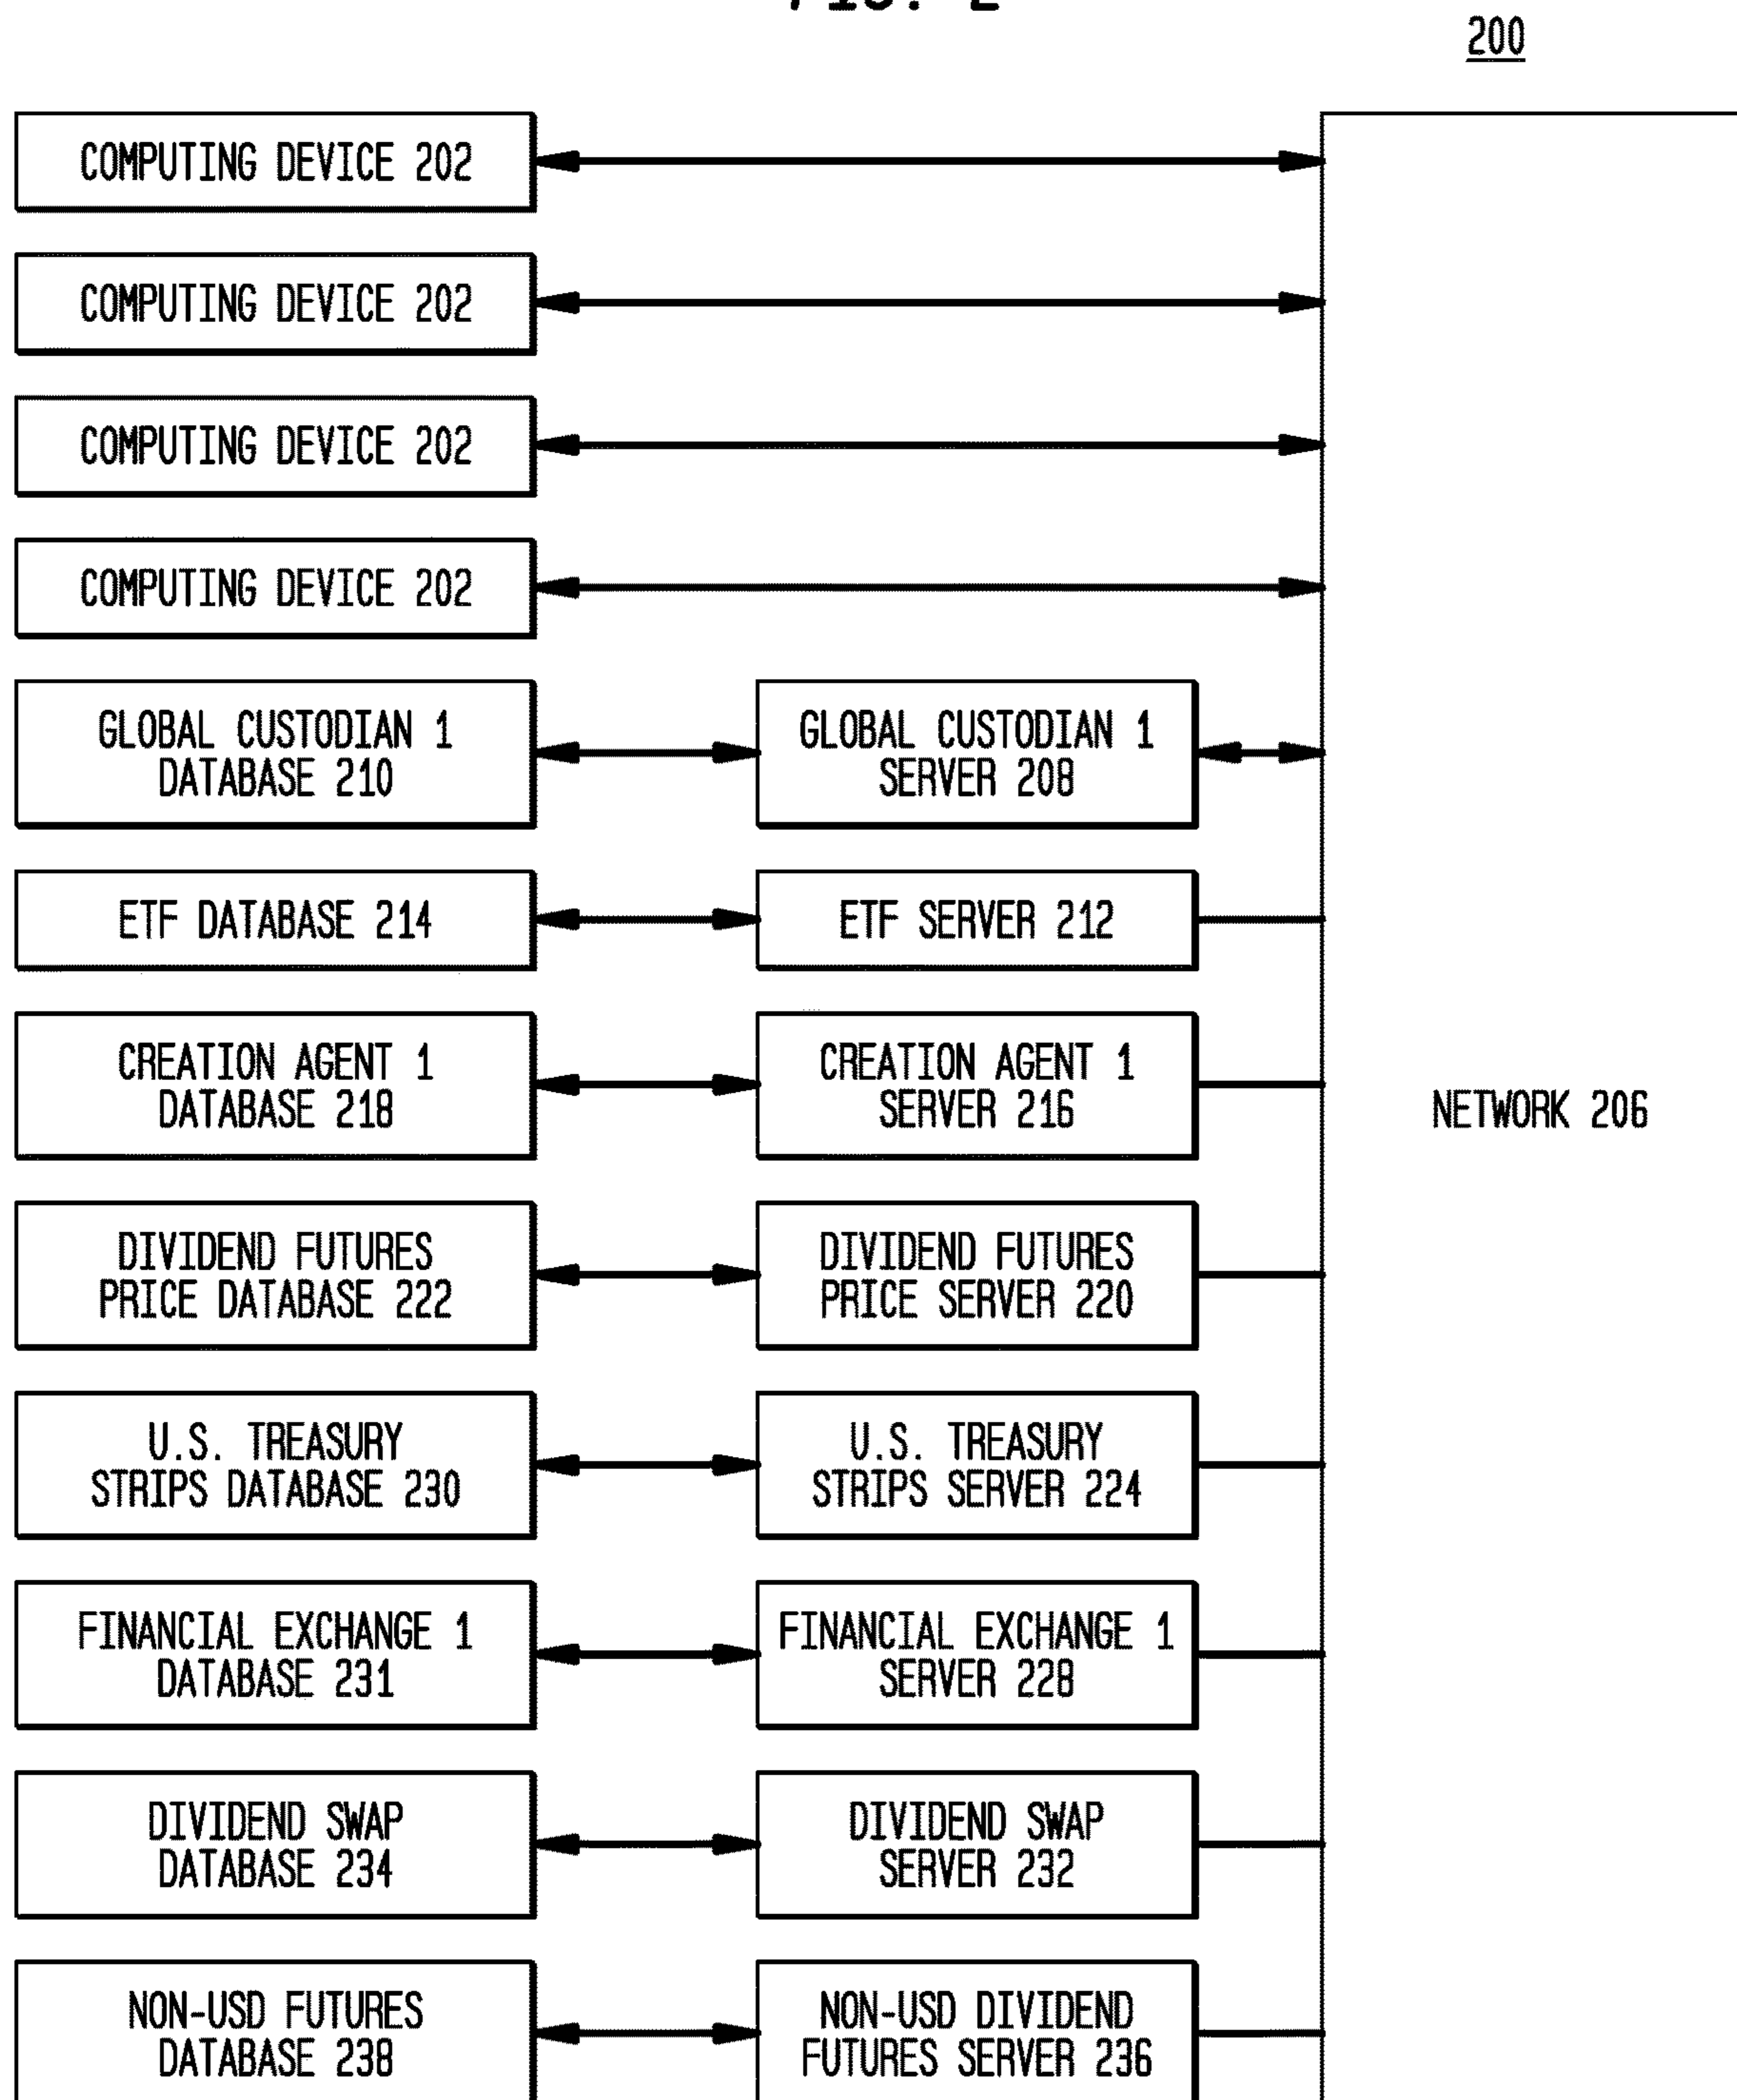 FIG. 2
200
COMPUTING DEVICE 202
COMPUTING DEVICE 202
COMPUTING DEVICE 202
COMPUTING DEVICE 202
GLOBAL CUSTODIAN 1
DATABASE 210
GLOBAL CUSTODIAN 1
SERVER 208
ETF DATABASE 214
ETF SERVER 212
CREATION AGENT 1
DATABASE 218
CREATION AGENT 1
SERVER 216
NETWORK 206
DIVIDEND FUTURES
PRICE DATABASE 222
DIVIDEND FUTURES
PRICE SERVER 220
U.S. TREASURY
STRIPS DATABASE 230
U.S. TREASURY
STRIPS SERVER 224
FINANCIAL EXCHANGE 1
DATABASE 231
FINANCIAL EXCHANGE 1
SERVER 228
DIVIDEND SWAP
DATABASE 234
DIVIDEND SWAP
SERVER 232
NON-USD FUTURES
DATABASE 238
NON-USD DIVIDEND
FUTURES SERVER 236